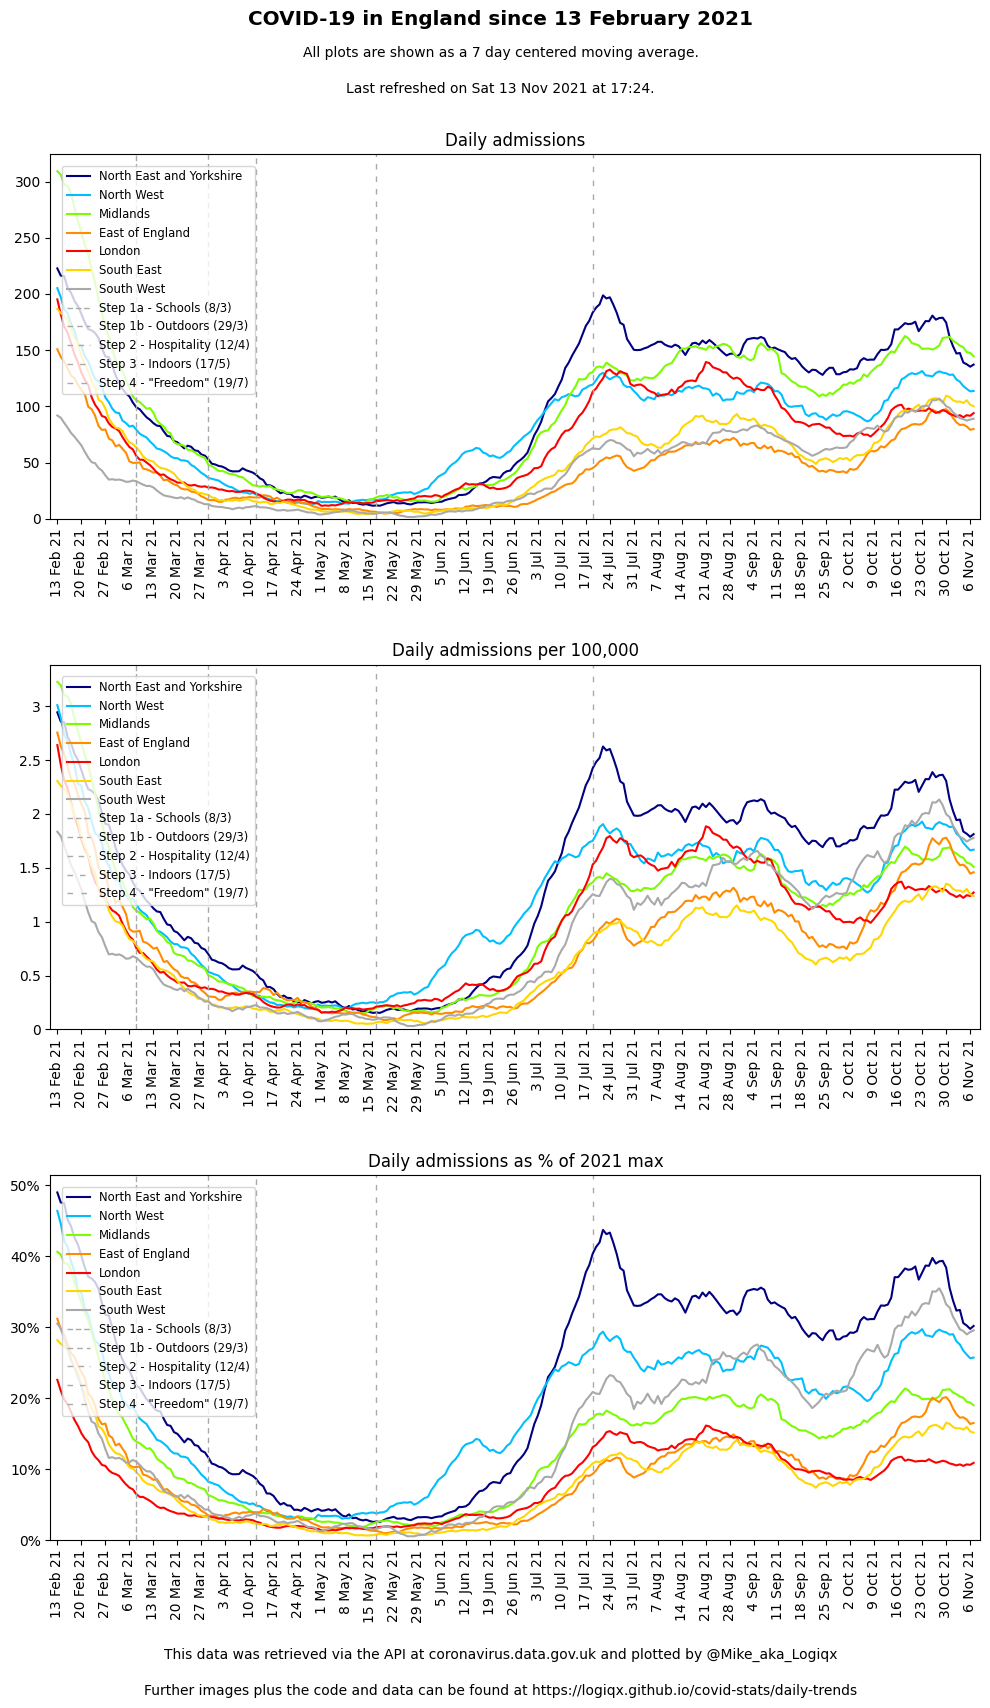 COVID-19 in England since 13 February 2021
All plots are shown as a 7 day centered moving average.
Last refreshed on Sat 13 Nov 2021 at 17:24.
Daily admissions
300
250
200
150
100
50
0
North East and Yorkshire
North West
Midlands
East of England
London
South East
South West
Step 1a - Schools (8/3)
Step 1b - Outdoors (29/3)
Step 2 - Hospitality (12/4)
Step 3 - Indoors (17/5)
Step 4 - "Freedom" (19/7)
13 Feb 21
20 Feb 21
27 Feb 21
6 Mar 21
13 Mar 21
20 Mar 21
27 Mar 21
3 Apr 21
10 Apr 21
17 Apr 21
24 Apr 21
1 May 21
8 May 21
15 May 21
22 May 21
29 May 21
5 Jun 21
12 Jun 21
19 Jun 21
26 Jun 21
3 Jul 21
10 Jul 21
17 Jul 21
24 Jul 21
31 Jul 21
7 Aug 21
14 Aug 21
21 Aug 21
28 Aug 21
4 Sep 21
11 Sep 21
18 Sep 21
25 Sep 21
2 Oct 21
9 Oct 21
16 Oct 21
23 Oct 21
30 Oct 21
6 Nov 21
Daily admissions per 100,000
3
2.5
2
1.5
1
0.5
0
North East and Yorkshire
North West
Midlands
East of England
London
South East
South West
Step 1a - Schools (8/3)
Step 1b - Outdoors (29/3)
Step 2 - Hospitality (12/4)
Step 3 - Indoors (17/5)
Step 4 - "Freedom" (19/7)
13 Feb 21
20 Feb 21
27 Feb 21
6 Mar 21
13 Mar 21
20 Mar 21
27 Mar 21
3 Apr 21
10 Apr 21
17 Apr 21
24 Apr 21
1 May 21
8 May 21
15 May 21
22 May 21
29 May 21
5 Jun 21
12 Jun 21
19 Jun 21
26 Jun 21
3 Jul 21
10 Jul 21
17 Jul 21
24 Jul 21
31 Jul 21
7 Aug 21
14 Aug 21
21 Aug 21
28 Aug 21
4 Sep 21
11 Sep 21
18 Sep 21
25 Sep 21
2 Oct 21
9 Oct 21
16 Oct 21
23 Oct 21
30 Oct 21
6 Nov 21
Daily admissions as % of 2021 max
50%
40%
30%
20%
10%
0%
North East and Yorkshire
North West
Midlands
East of England
London
South East
South West
Step 1a - Schools (8/3)
Step 1b - Outdoors (29/3)
Step 2 - Hospitality (12/4)
Step 3 - Indoors (17/5)
Step 4 - "Freedom" (19/7)
13 Feb 21
20 Feb 21
27 Feb 21
6 Mar 21
13 Mar 21
20 Mar 21
27 Mar 21
3 Apr 21
10 Apr 21
17 Apr 21
24 Apr 21
1 May 21
8 May 21
15 May 21
22 May 21
29 May 21
5 Jun 21
12 Jun 21
19 Jun 21
26 Jun 21
3 Jul 21
10 Jul 21
17 Jul 21
24 Jul 21
31 Jul 21
7 Aug 21
14 Aug 21
21 Aug 21
28 Aug 21
4 Sep 21
11 Sep 21
18 Sep 21
25 Sep 21
2 Oct 21
9 Oct 21
16 Oct 21
23 Oct 21
30 Oct 21
6 Nov 21
This data was retrieved via the API at coronavirus.data.gov.uk and plotted by @Mike_aka_Logiqx
Further images plus the code and data can be found at https://logiqx.github.io/covid-stats/daily-trends